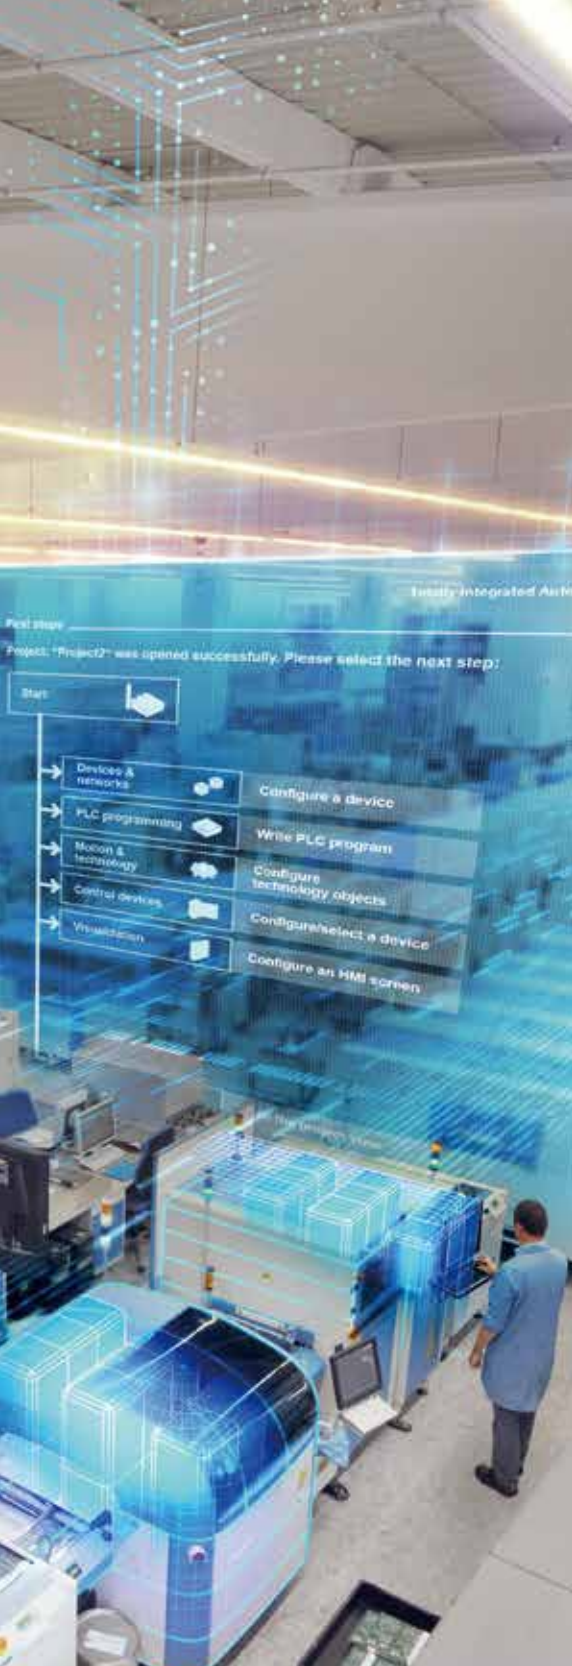 Totally Integrated Auto
First steps
Project: "Project2" was opened successfully. Please select the next step:
Start
Devices &
networks
Configure a device
PLC programming
Write PLC program
Motion &
technology
Configure
technology objects
Control devices
Configure/select a device
Visualization
Configure an HMI screen